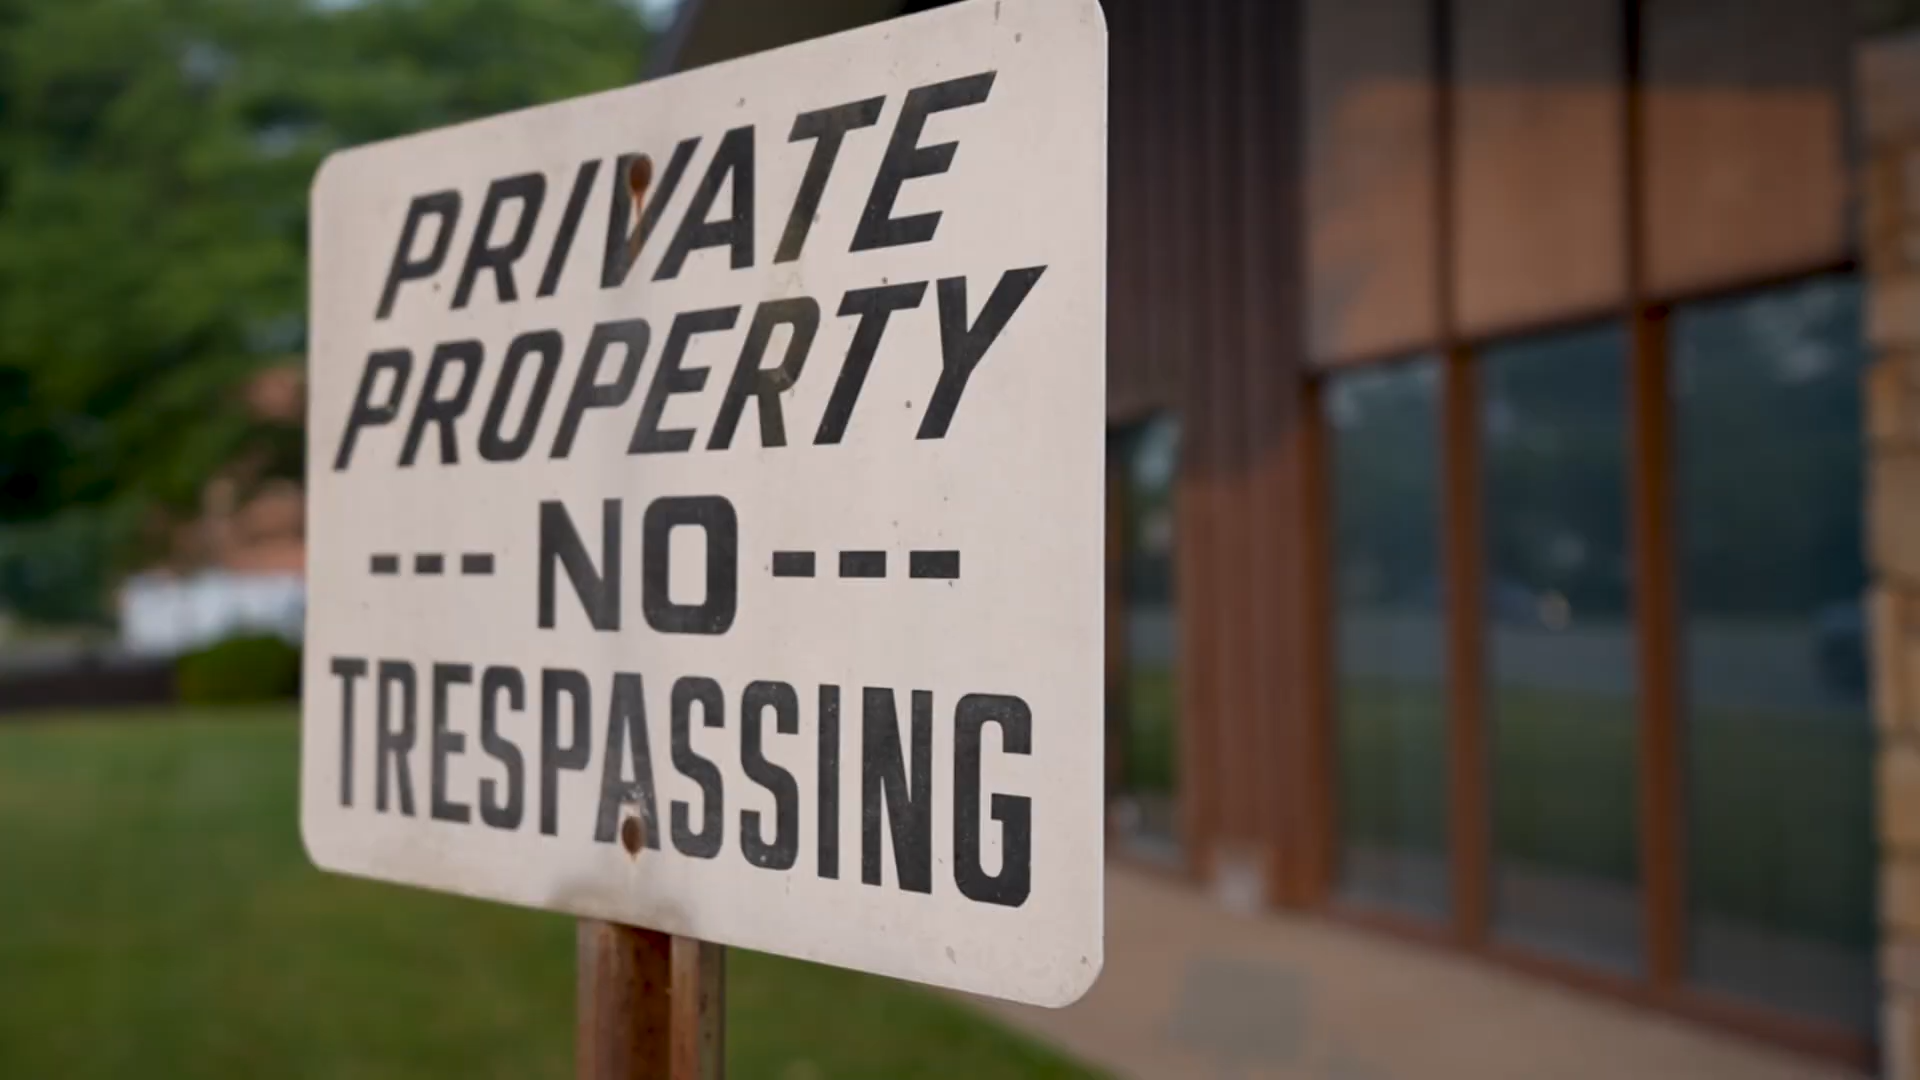 PRIVATE
PROPERTY
--- NO ---
TRESPASSING